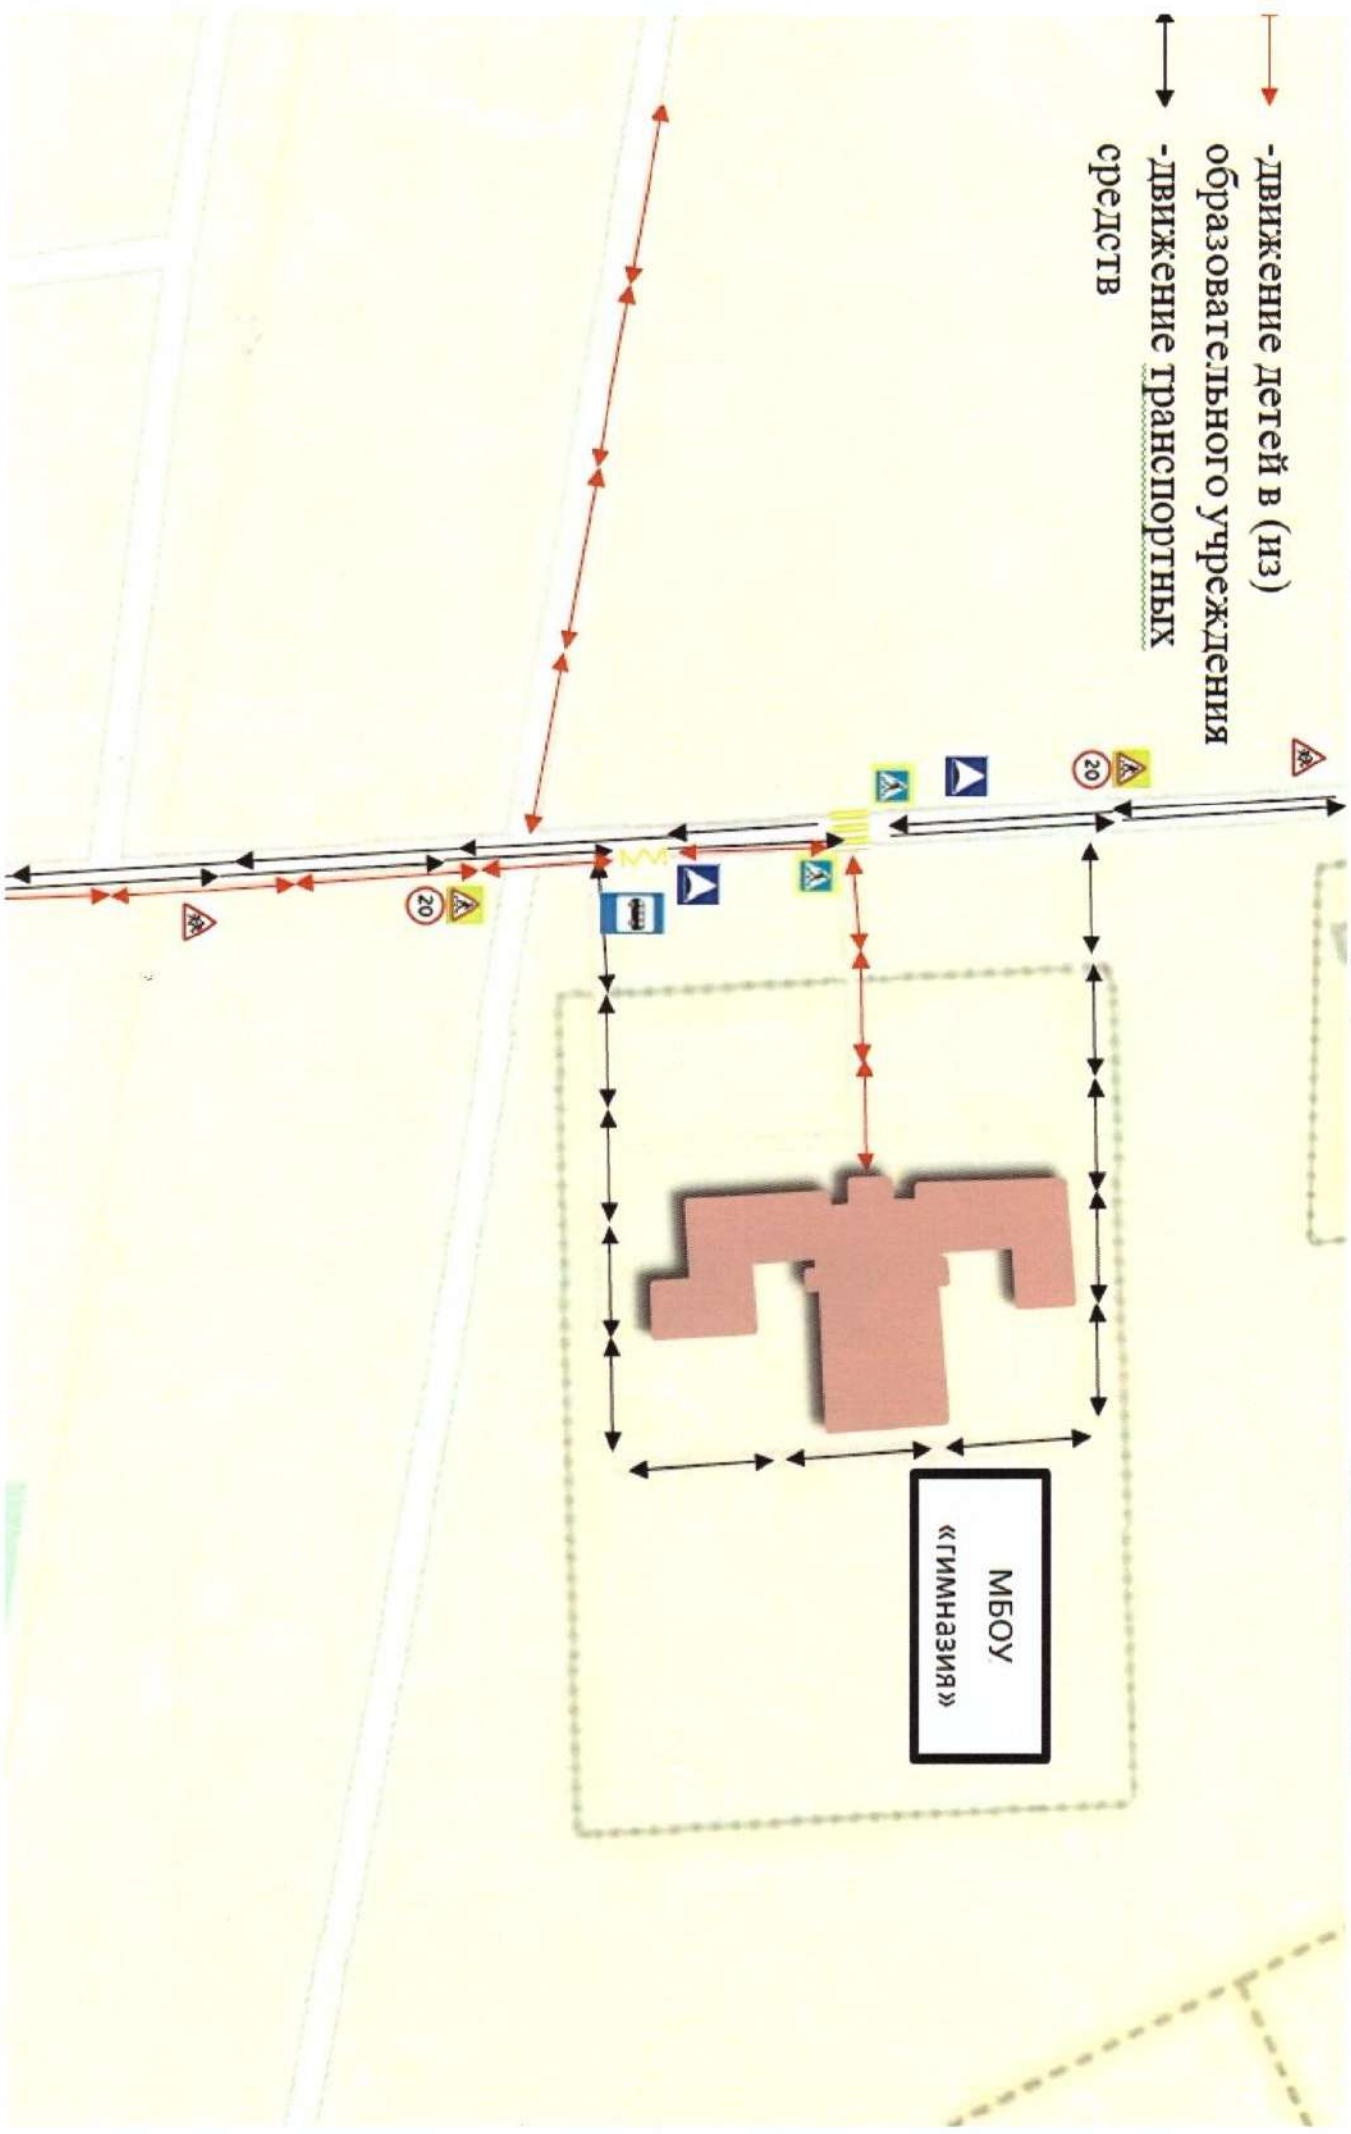 -движение детей в (из)
образовательного учреждения
-движение транспортных
средств
20
20
МБОУ
«гимназия»